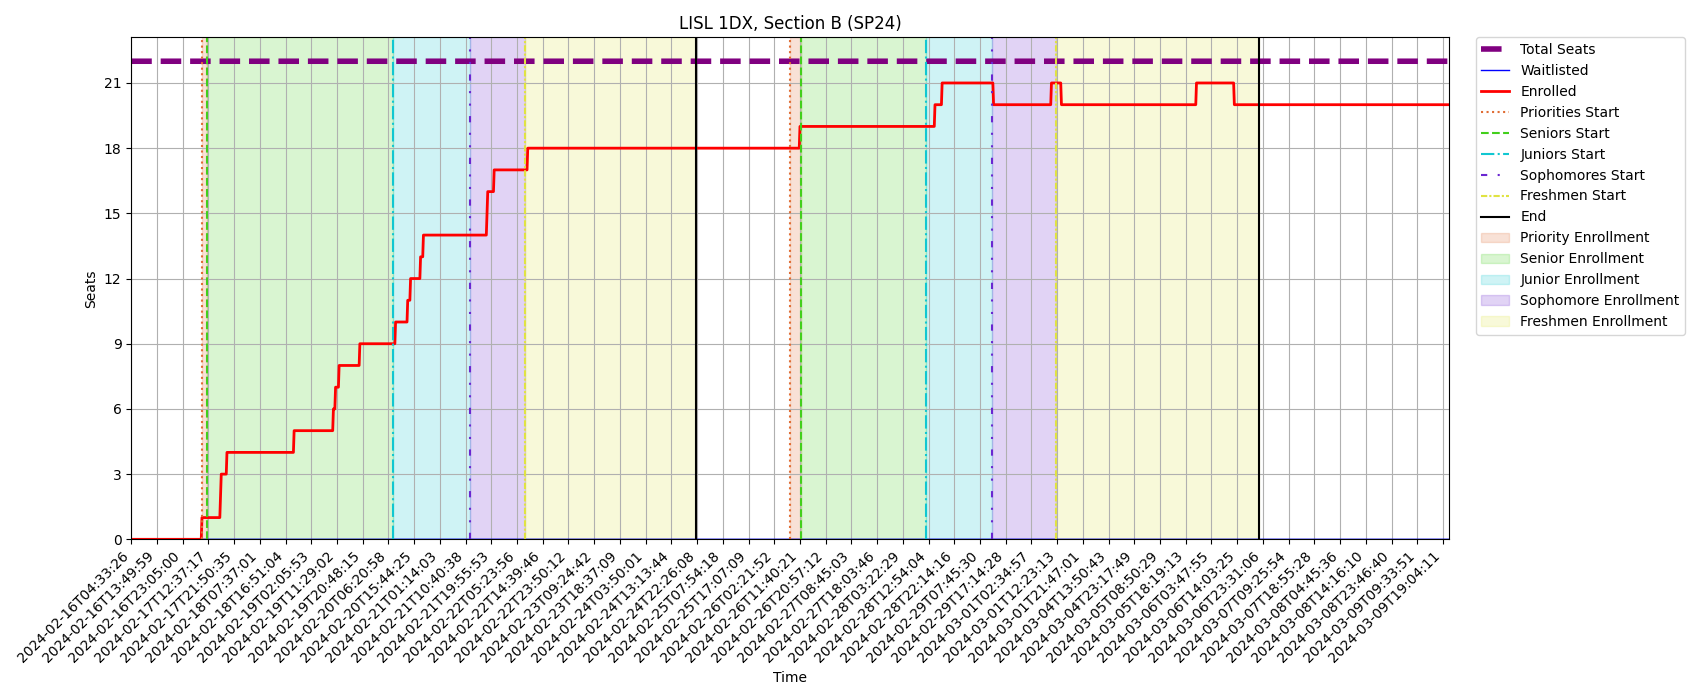 LISL 1DX, Section B (SP24)
Total Seats
Waitlisted
Enrolled
Priorities Start
Seniors Start
Juniors Start
Sophomores Start
Freshmen Start
End
Priority Enrollment
Senior Enrollment
Junior Enrollment
Sophomore Enrollment
Freshmen Enrollment
Seats
21
18
15
12
9
6
3
0
2024-02-16T04:33:26
2024-02-16T13:49:59
2024-02-16T23:05:00
2024-02-17T12:37:17
2024-02-17T21:50:35
2024-02-18T07:37:01
2024-02-18T16:51:04
2024-02-19T02:05:53
2024-02-19T11:29:02
2024-02-19T20:48:15
2024-02-20T06:20:58
2024-02-20T15:44:25
2024-02-21T01:14:03
2024-02-21T10:40:38
2024-02-21T19:55:53
2024-02-22T05:23:56
2024-02-22T14:39:46
2024-02-22T23:50:12
2024-02-23T09:24:42
2024-02-23T18:37:09
2024-02-24T03:50:01
2024-02-24T13:13:44
2024-02-24T22:26:08
2024-02-25T07:54:18
2024-02-25T17:07:09
2024-02-26T02:21:52
2024-02-26T11:40:21
2024-02-26T20:57:12
2024-02-27T08:45:03
2024-02-27T18:03:46
2024-02-28T03:22:29
2024-02-28T12:54:04
2024-02-28T22:14:16
2024-02-29T07:45:30
2024-02-29T17:14:28
2024-03-01T02:34:57
2024-03-01T12:23:13
2024-03-01T21:47:01
2024-03-04T13:50:43
2024-03-04T23:17:49
2024-03-05T08:50:29
2024-03-05T18:19:13
2024-03-06T03:47:55
2024-03-06T14:03:25
2024-03-06T23:31:06
2024-03-07T09:25:54
2024-03-07T18:55:28
2024-03-08T04:45:36
2024-03-08T14:16:10
2024-03-08T23:46:40
2024-03-09T09:33:51
2024-03-09T19:04:11
Time